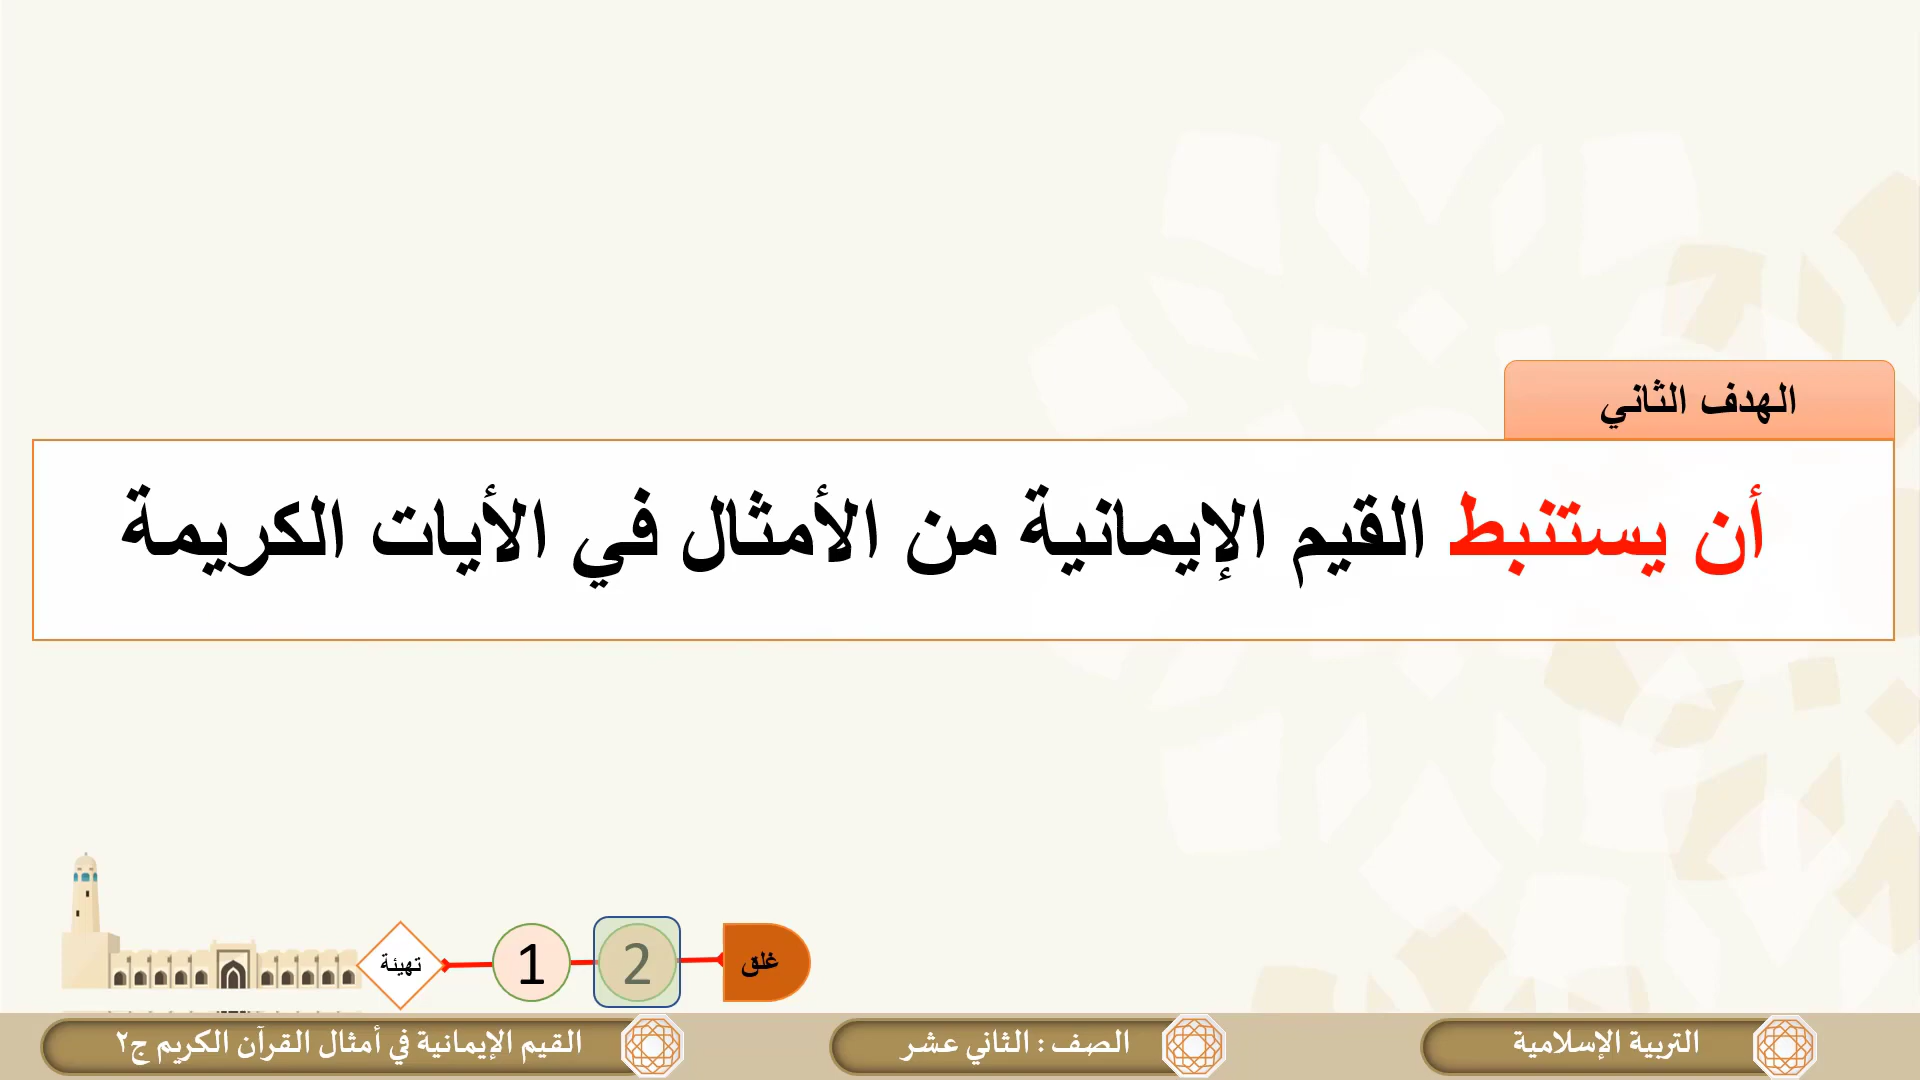 الهدف الثاني
أن يستنبط القيم الإيمانية من الأمثال في الأيات الكريمة
تهيئة
1
2
غلق
التربية الإسلامية
الصف : الثاني عشر
القيم الإيمانية في أمثال القرآن الكريم ج٢